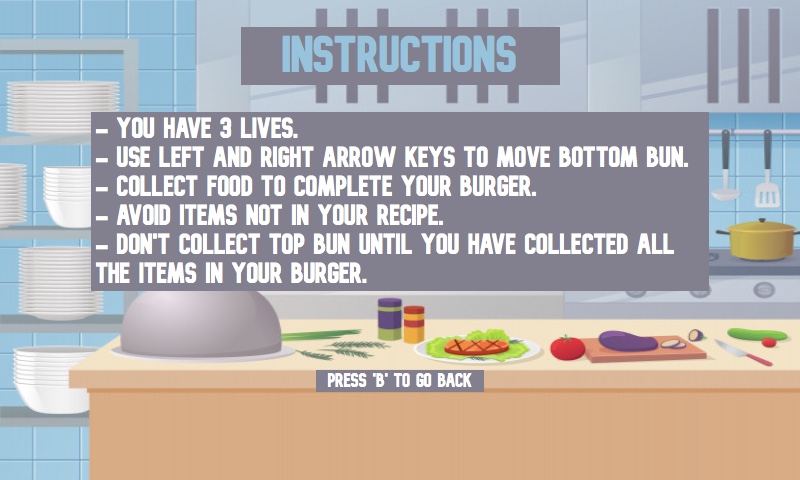 INSTRUCTIONS
- YOU HAVE 3 LIVES.
- USE LEFT AND RIGHT ARROW KEYS TO MOVE BOTTOM BUN.
- COLLECT FOOD TO COMPLETE YOUR BURGER.
- AVOID ITEMS NOT IN YOUR RECIPE.
- DON'T COLLECT TOP BUN UNTIL YOU HAVE COLLECTED ALL
THE ITEMS IN YOUR BURGER.
PRESS 'B' TO GO BACK